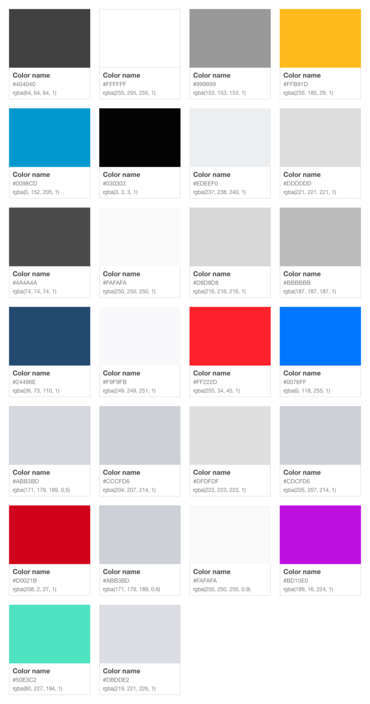 Color name
#404040
rgba(64, 64, 64, 1)
Color name
#FFFFFF
rgba(255, 255, 255, 1)
Color name
#999999
rgba(153, 153, 153, 1)
Color name
#FFB91D
rgba(255, 185, 29, 1)
Color name
#0098CD
rgba(0, 152, 205, 1)
Color name
#030303
rgba(3, 3, 3, 1)
Color name
#EDEEF0
rgba(237, 238, 240, 1)
Color name
#DDDDDD
rgba(221, 221, 221, 1)
Color name
#4A4A4A
rgba(74, 74, 74, 1)
Color name
#FAFAFA
rgba(250, 250, 250, 1)
Color name
#D8D8D8
rgba(216, 216, 216, 1)
Color name
#BBBBBB
rgba(187, 187, 187, 1)
Color name
#24496E
rgba(36, 73, 110, 1)
Color name
#F9F9FB
rgba(249, 249, 251, 1)
Color name
#FF222D
rgba(255, 34, 45, 1)
Color name
#0076FF
rgba(0, 118, 255, 1)
Color name
#ABB3BD
rgba(171, 179, 189, 0.5)
Color name
#CCCFD6
rgba(204, 207, 214, 1)
Color name
#DFDFDF
rgba(223, 223, 223, 1)
Color name
#CDCFD6
rgba(205, 207, 214, 1)
Color name
#D0021B
rgba(208, 2, 27, 1)
Color name
#ABB3BD
rgba(171, 179, 189, 0.6)
Color name
#FAFAFA
rgba(250, 250, 250, 0.9)
Color name
#BD10E0
rgba(189, 16, 224, 1)
Color name
#50E3C2
rgba(80, 227, 194, 1)
Color name
#DBDDE2
rgba(219, 221, 226, 1)